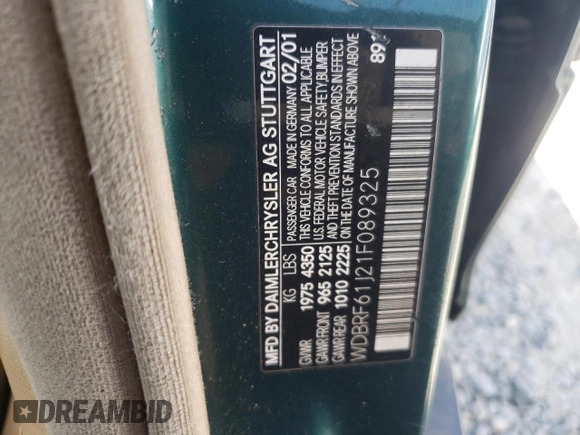 MFD BY DAIMLERCHRYSLER AG STUTTGART
PASSENGER CAR MADE IN GERMANY 02/01
KG LBS THIS VEHICLE CONFORMS TO ALL APPLICABLE
GVWR 1975 4350 U.S. FEDERAL MOTOR VEHICLE SAFETY,BUMPER
GAWR FRONT 965 2125 AND THEFT PREVENTION STANDARDS IN EFFECT
GAWR REAR 1010 2225 ON THE DATE OF MANUFACTURE SHOWN ABOVE
WDBRF61J21F089325
DREAMBID